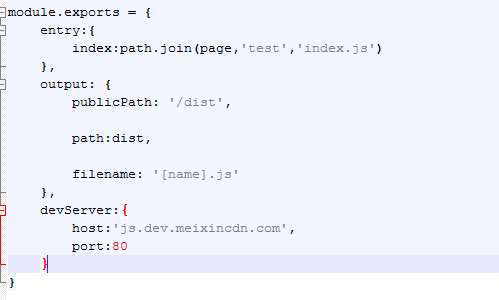 module.exports = {
entry:{
index:path.join(page,'test','index.js')
},
output: {
publicPath: '/dist',
path:dist,
filename: '[name].js'
},
devServer:{
host:'js.dev.meixincdn.com',
port:80
}
}